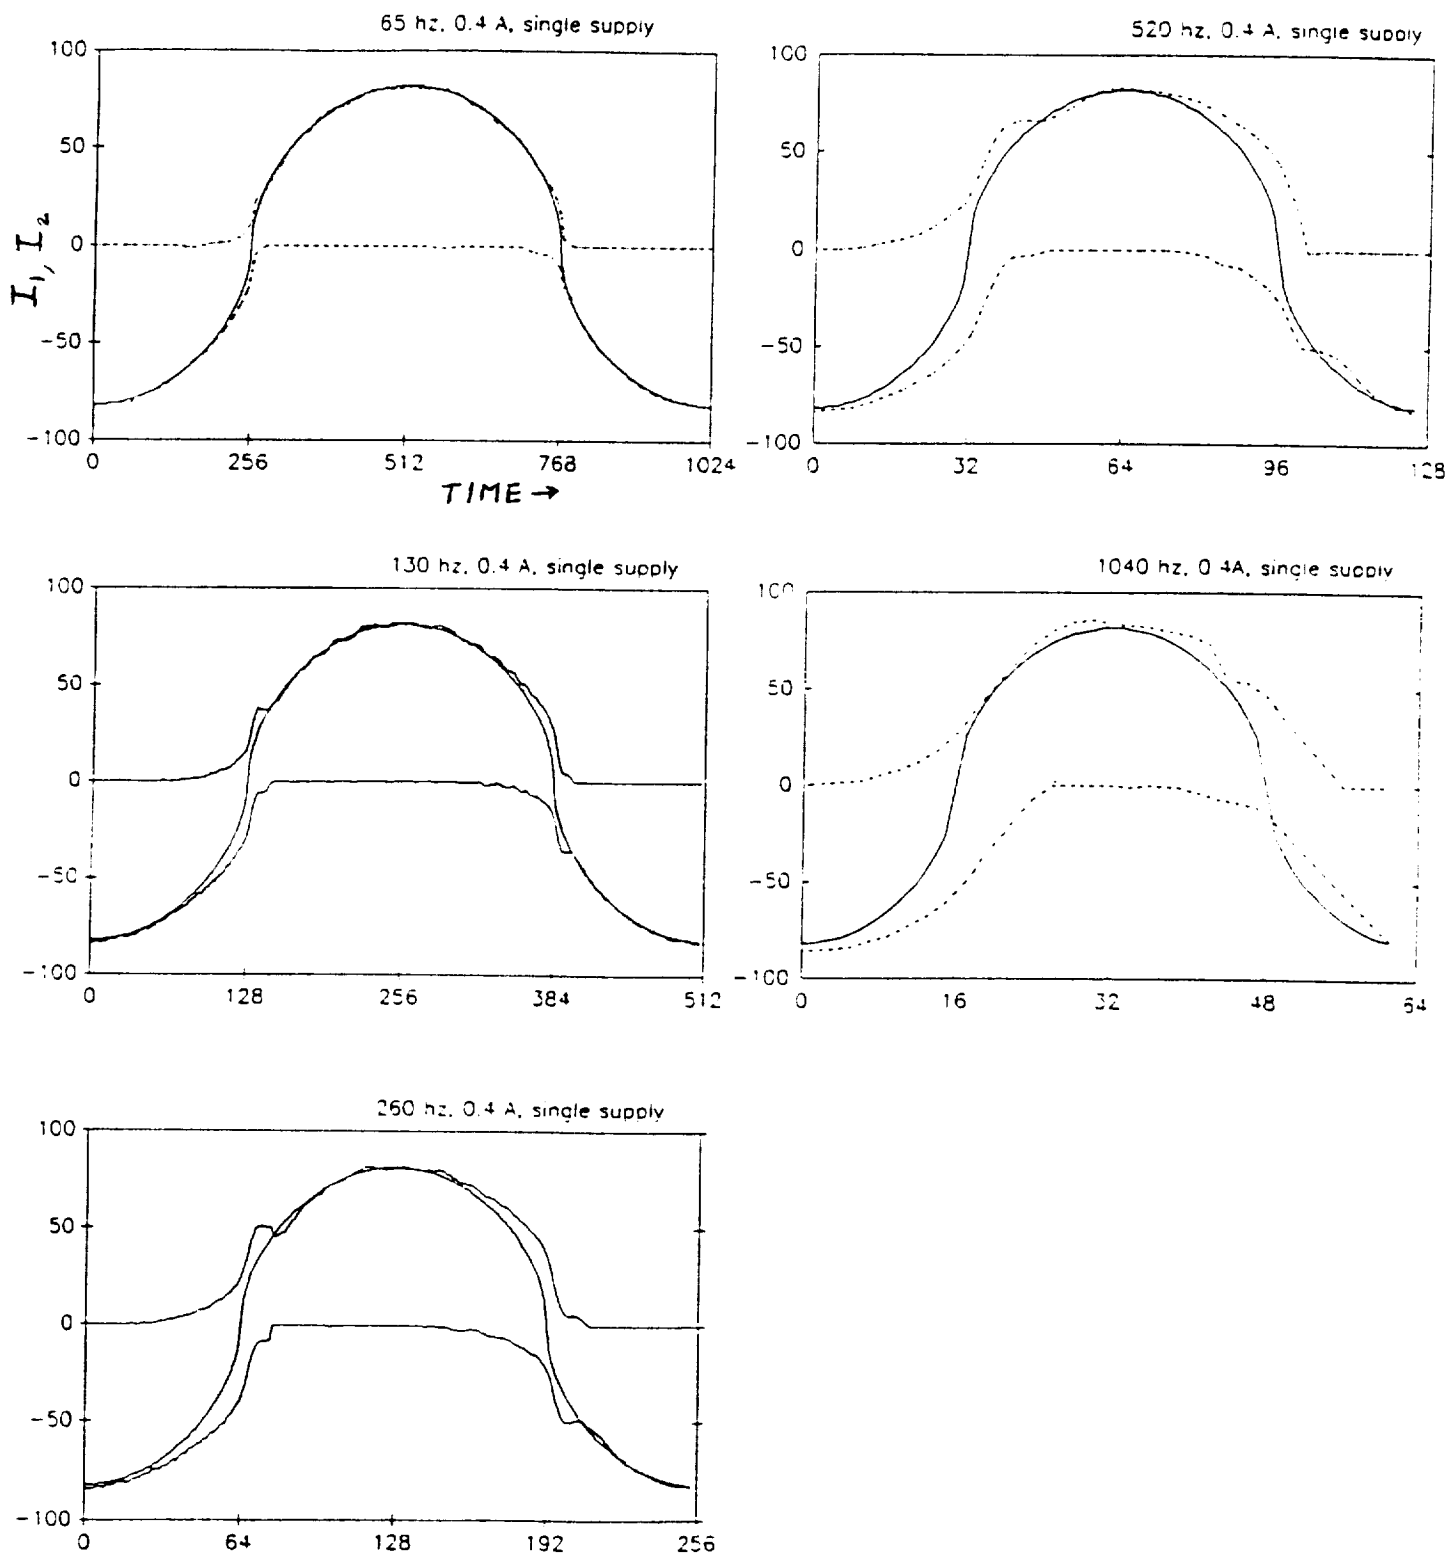 65 hz, 0.4 A, single supply
100
50
0
-50
-100
I₁, I₂
0 256 512 768 1024
TIME →
520 hz, 0.4 A, single supply
100
50
0
-50
-100
0 32 64 96 128
130 hz, 0.4 A, single supply
100
50
0
-50
-100
0 128 256 384 512
1040 hz, 0 4A, single supply
100
50
0
-50
-100
0 16 32 48 64
260 hz, 0.4 A, single supply
100
50
0
-50
-100
0 64 128 192 256